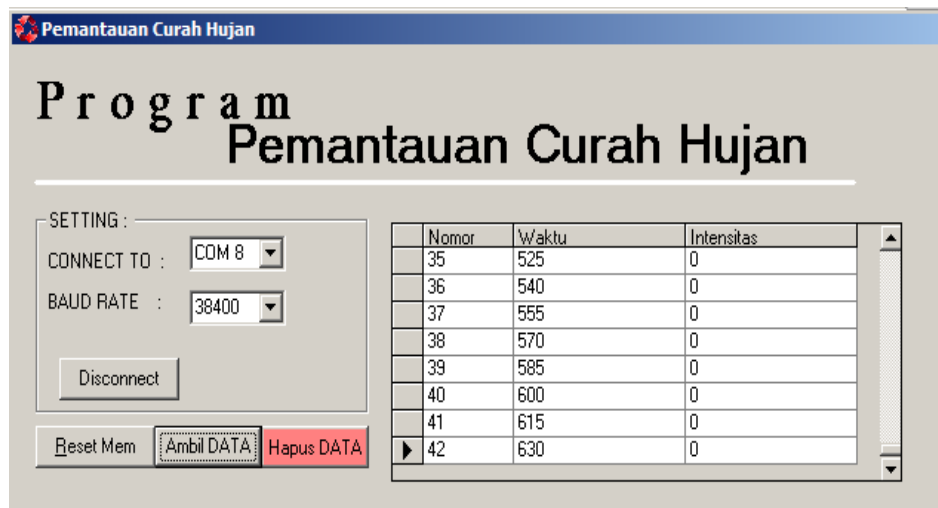 Pemantauan Curah Hujan
Program
Pemantauan Curah Hujan
SETTING :
CONNECT TO : COM 8
BAUD RATE : 38400
Disconnect
Reset Mem Ambil DATA Hapus DATA
Nomor Waktu Intensitas
35 525 0
36 540 0
37 555 0
38 570 0
39 585 0
40 600 0
41 615 0
42 630 0